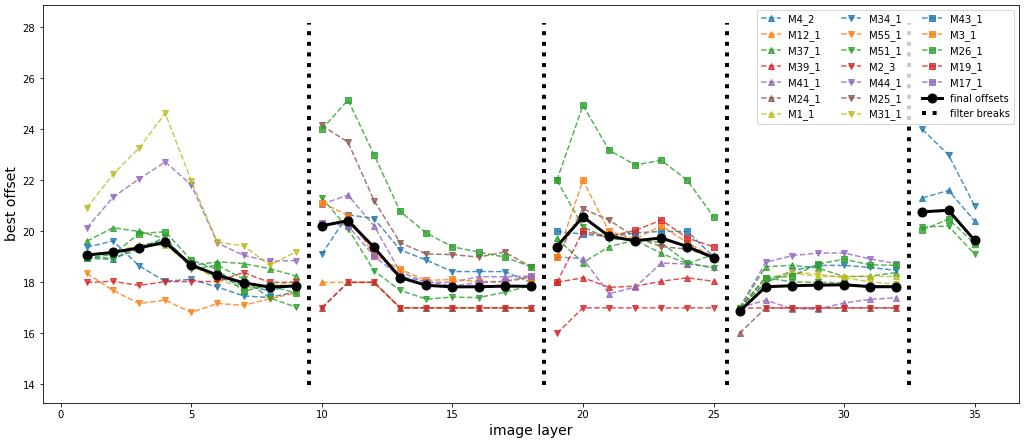 28
26
24
22
20
18
16
14
best offset
0
5
10
15
20
25
30
35
image layer
M4_2
M12_1
M37_1
M39_1
M41_1
M24_1
M1_1
M34_1
M55_1
M51_1
M2_3
M44_1
M25_1
M31_1
M43_1
M3_1
M26_1
M19_1
M17_1
final offsets
filter breaks